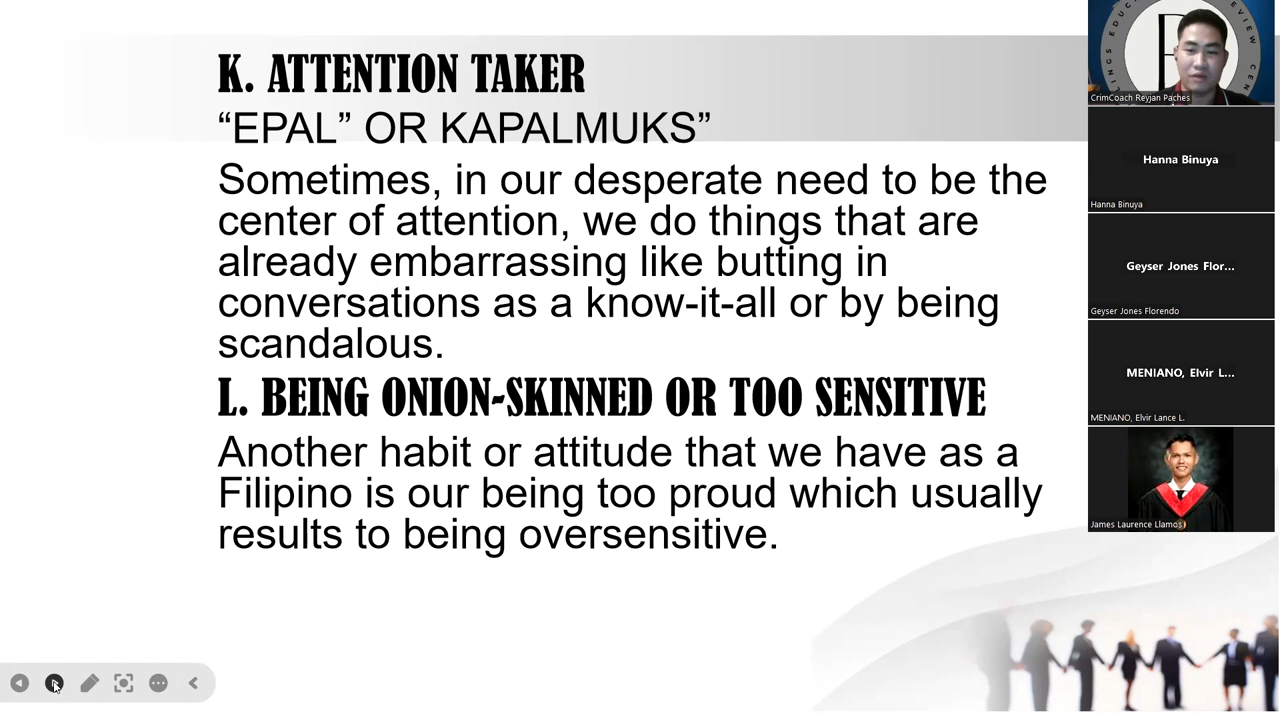 K. ATTENTION TAKER
“EPAL” OR KAPALMUKS”
Sometimes, in our desperate need to be the
center of attention, we do things that are
already embarrassing like butting in
conversations as a know-it-all or by being
scandalous.
L. BEING ONION-SKINNED OR TOO SENSITIVE
Another habit or attitude that we have as a
Filipino is our being too proud which usually
results to being oversensitive.
CrimCoach Reyjan Paches
Hanna Binuya
Hanna Binuya
Geyser Jones Flor...
Geyser Jones Florendo
MENIANO, Elvir L...
MENIANO, Elvir Lance L.
James Laurence Llamos